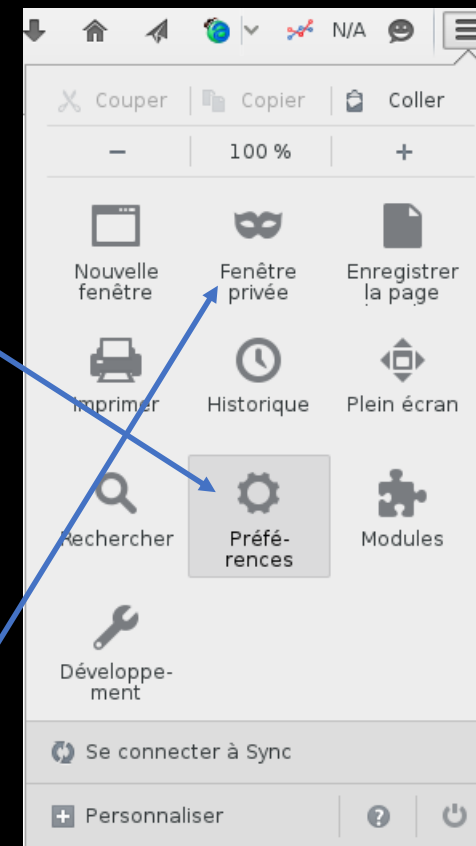 N/A
Couper Copier Coller
− 100 % +
Nouvelle fenêtre
Fenêtre privée
Enregistrer la page
Imprimer Historique Plein écran
Rechercher
Préfé-
rences
Modules
Développe-
ment
Se connecter à Sync
Personnaliser